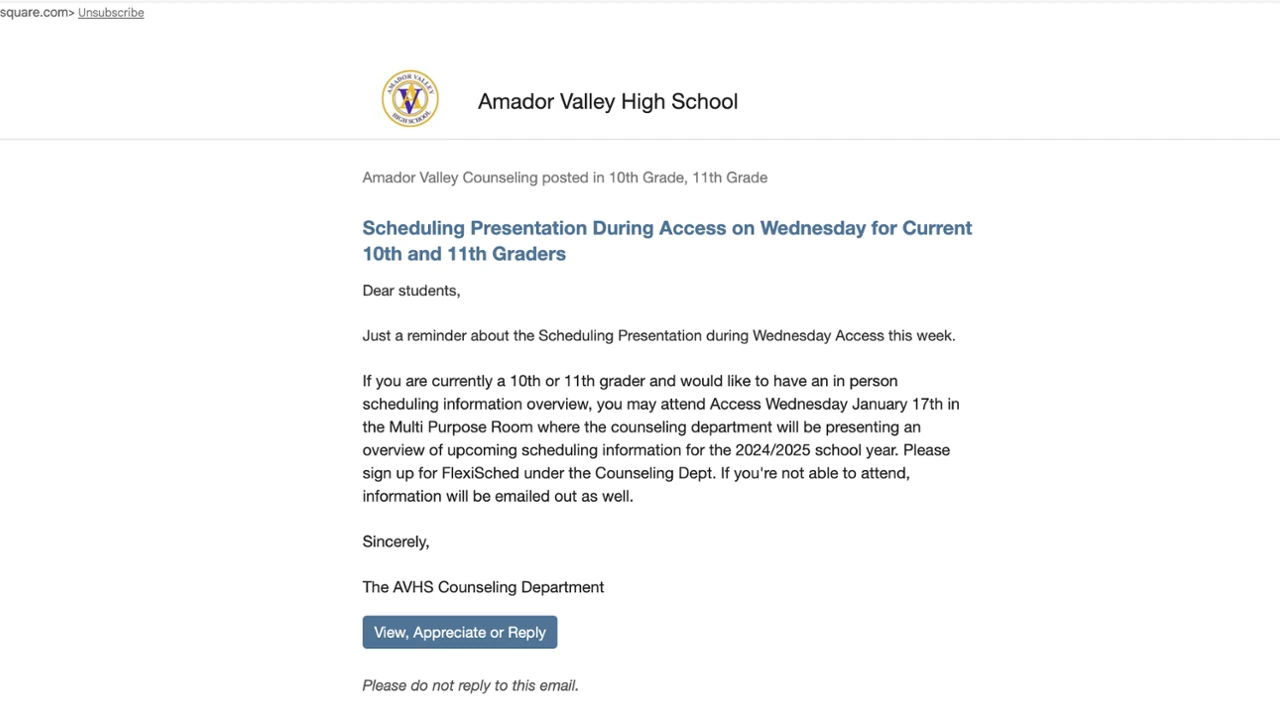 square.com> Unsubscribe
AMADOR VALLEY
HIGH SCHOOL
Amador Valley High School
Amador Valley Counseling posted in 10th Grade, 11th Grade
Scheduling Presentation During Access on Wednesday for Current
10th and 11th Graders
Dear students,
Just a reminder about the Scheduling Presentation during Wednesday Access this week.
If you are currently a 10th or 11th grader and would like to have an in person
scheduling information overview, you may attend Access Wednesday January 17th in
the Multi Purpose Room where the counseling department will be presenting an
overview of upcoming scheduling information for the 2024/2025 school year. Please
sign up for FlexiSched under the Counseling Dept. If you're not able to attend,
information will be emailed out as well.
Sincerely,
The AVHS Counseling Department
View, Appreciate or Reply
Please do not reply to this email.